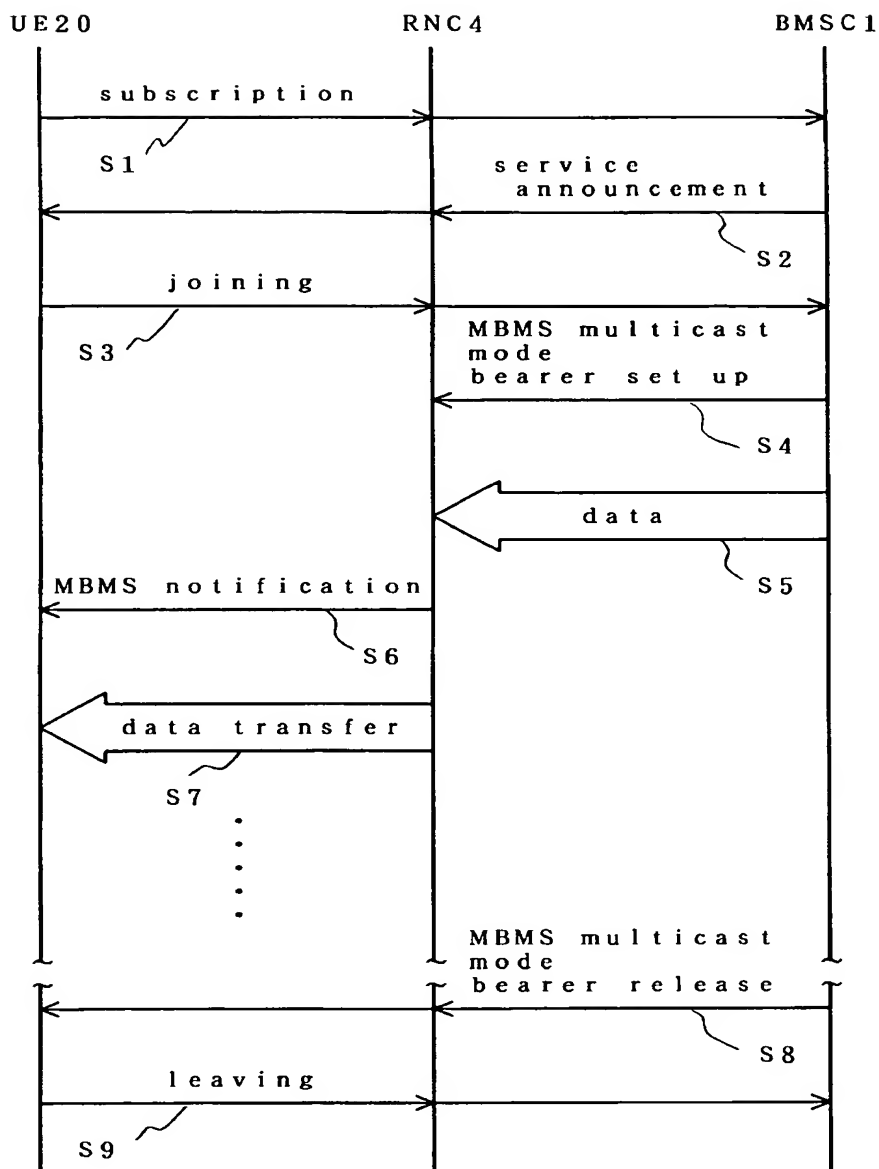 UE20 RNC4 BMSC1
subscription
S1
service
announcement
S2
joining
S3
MBMS multicast
mode
bearer set up
S4
data
S5
MBMS notification
S6
data transfer
S7
MBMS multicast
mode
bearer release
S8
leaving
S9